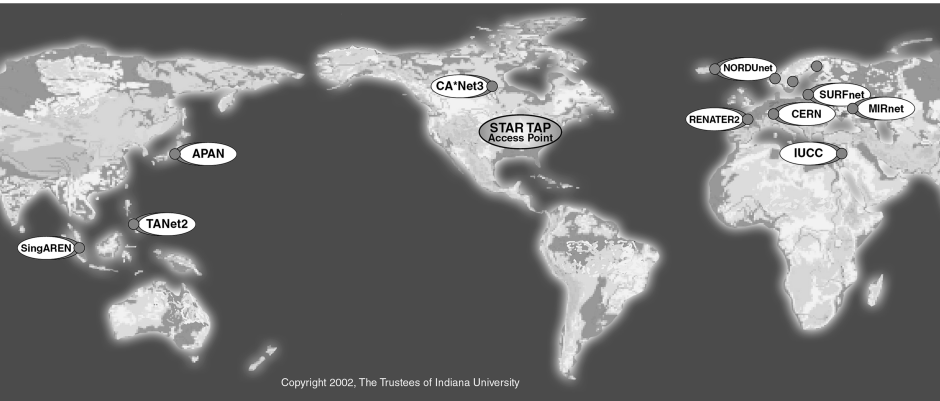 NORDUnet
CA*Net3
SURFnet
MIRnet
CERN
RENATER2
STAR TAP
Access Point
APAN
IUCC
TANet2
SingAREN
Copyright 2002, The Trustees of Indiana University